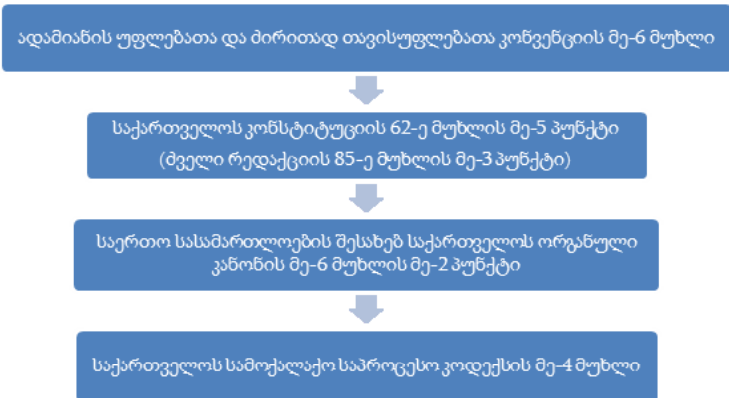 ადამიანის უფლებათა და ძირითად თავისუფლებათა კონვენციის მე-6 მუხლი
საქართველოს კონსტიტუციის 62-ე მუხლის მე-5 პუნქტი
(ძველი რედაქციის 85-ე მუხლის მე-3 პუნქტი)
საერთო სასამართლოების შესახებ საქართველოს ორგანული
კანონის მე-6 მუხლის მე-2 პუნქტი
საქართველოს სამოქალაქო საპროცესო კოდექსის მე-4 მუხლი